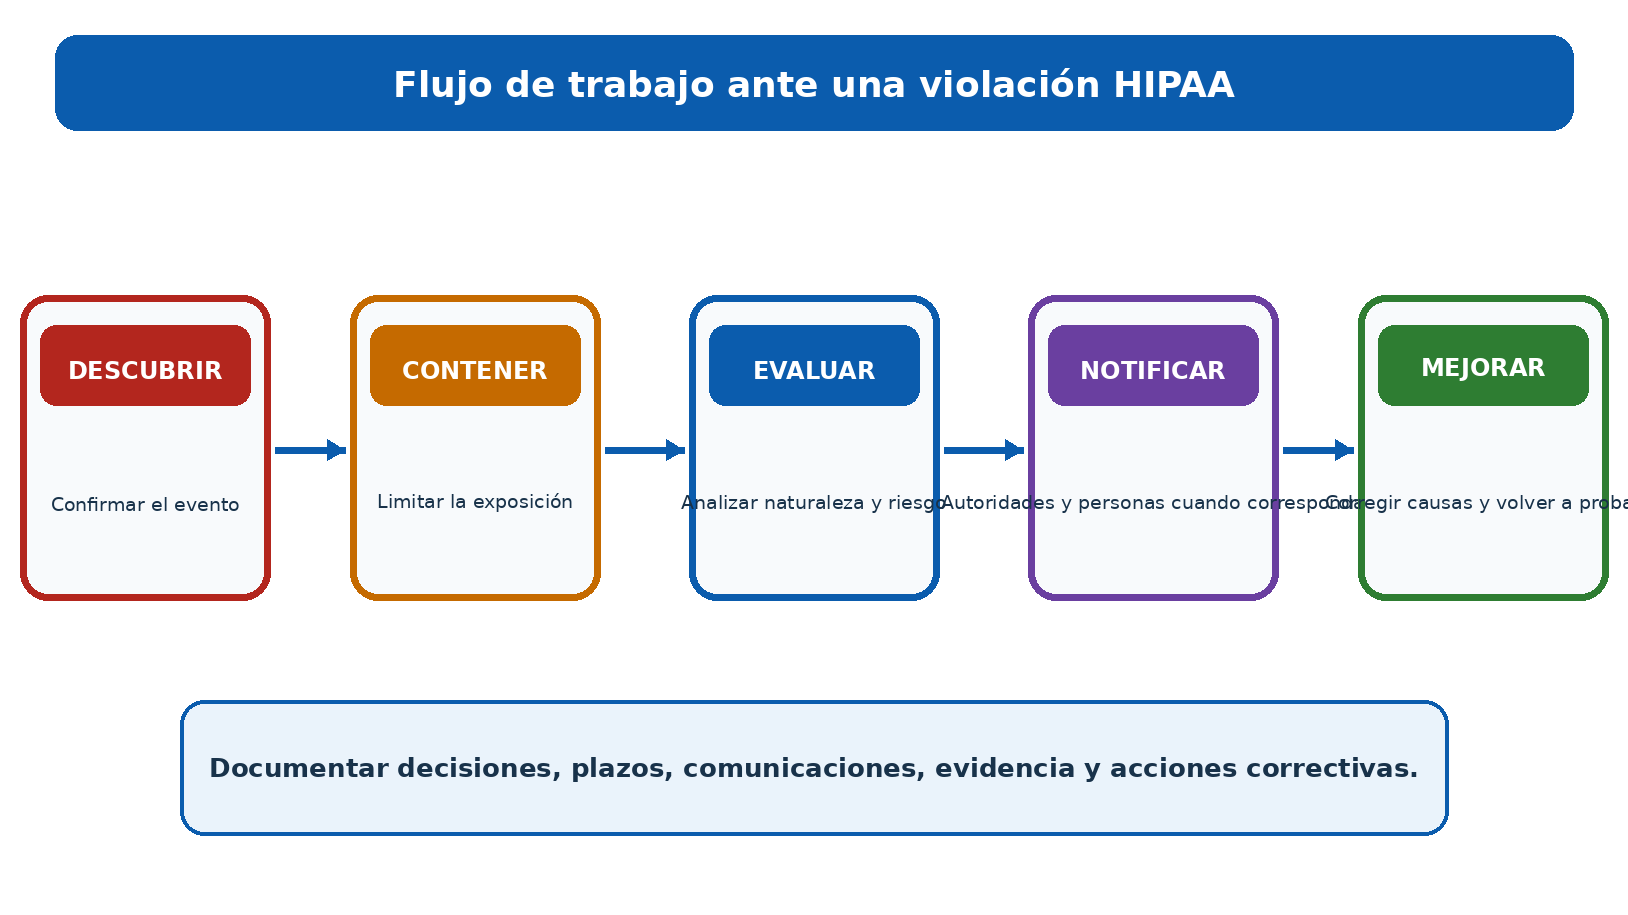 Flujo de trabajo ante una violación HIPAA
DESCUBRIR
Confirmar el evento
CONTENER
Limitar la exposición
EVALUAR
Analizar naturaleza y riesgo
NOTIFICAR
Autoridades y personas cuando
MEJORAR
causas y volver a
Documentar decisiones, plazos, comunicaciones, evidencia y acciones correctivas.